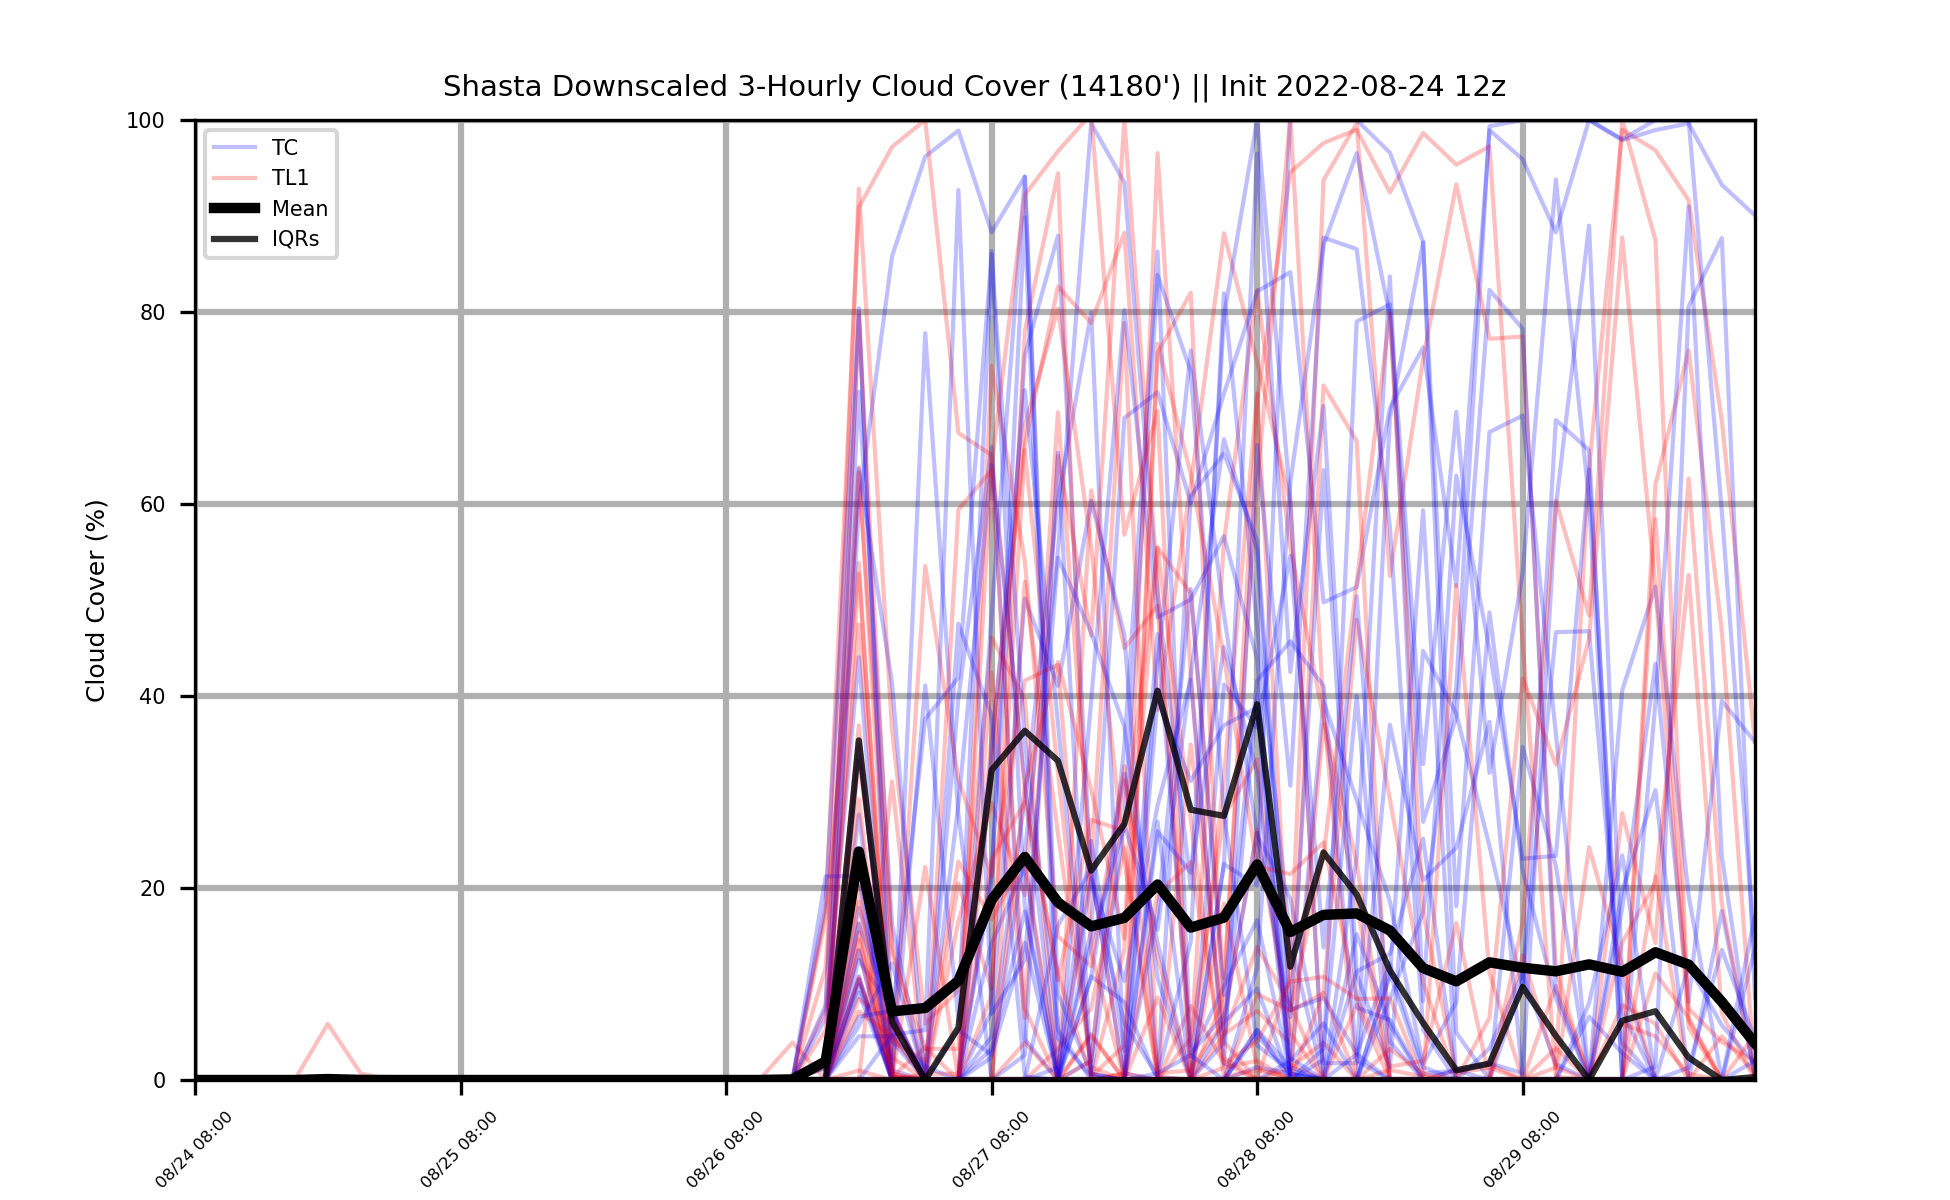 Shasta Downscaled 3-Hourly Cloud Cover (14180') || Init 2022-08-24 12z
100
80
60
40
20
0
Cloud Cover (%)
TC
TL1
Mean
IQRs
08/24 08:00
08/25 08:00
08/26 08:00
08/27 08:00
08/28 08:00
08/29 08:00